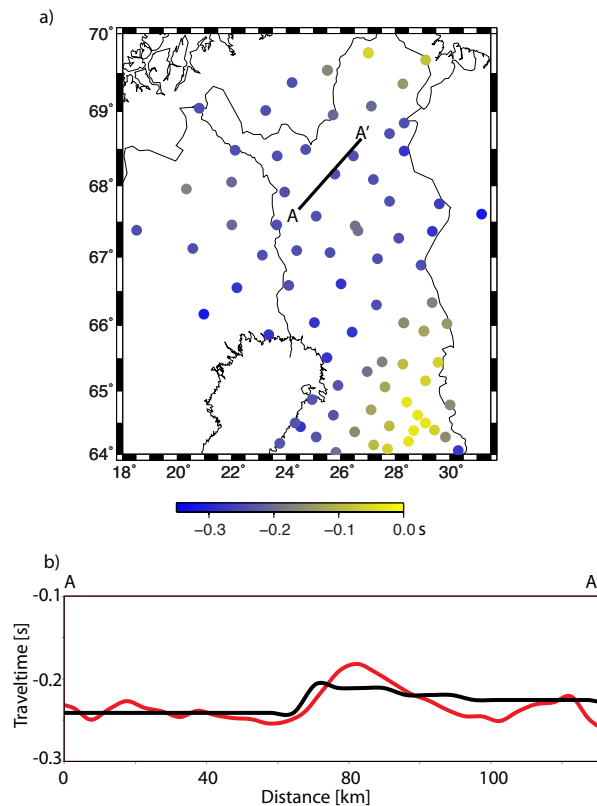 a)
70˚
69˚
68˚
67˚
66˚
65˚
64˚
A'
A
18˚ 20˚ 22˚ 24˚ 26˚ 28˚ 30˚
−0.3 −0.2 −0.1 0.0 s
b)
A A
-0.1
-0.2
-0.3
Traveltime [s]
0 40 80 100
Distance [km]